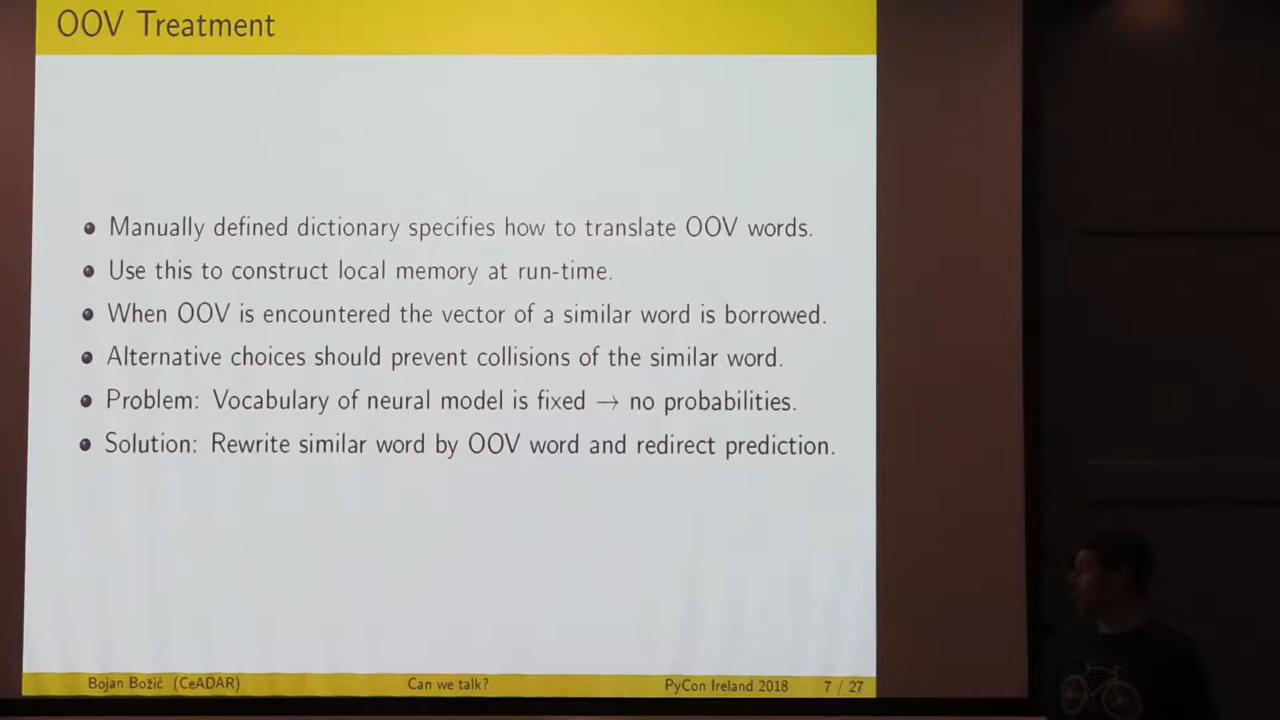 OOV Treatment
Manually defined dictionary specifies how to translate OOV words.
Use this to construct local memory at run-time.
When OOV is encountered the vector of a similar word is borrowed.
Alternative choices should prevent collisions of the similar word.
Problem: Vocabulary of neural model is fixed → no probabilities.
Solution: Rewrite similar word by OOV word and redirect prediction.
Bojan Božić (CeADAR) Can we talk? PyCon Ireland 2018 7 / 27